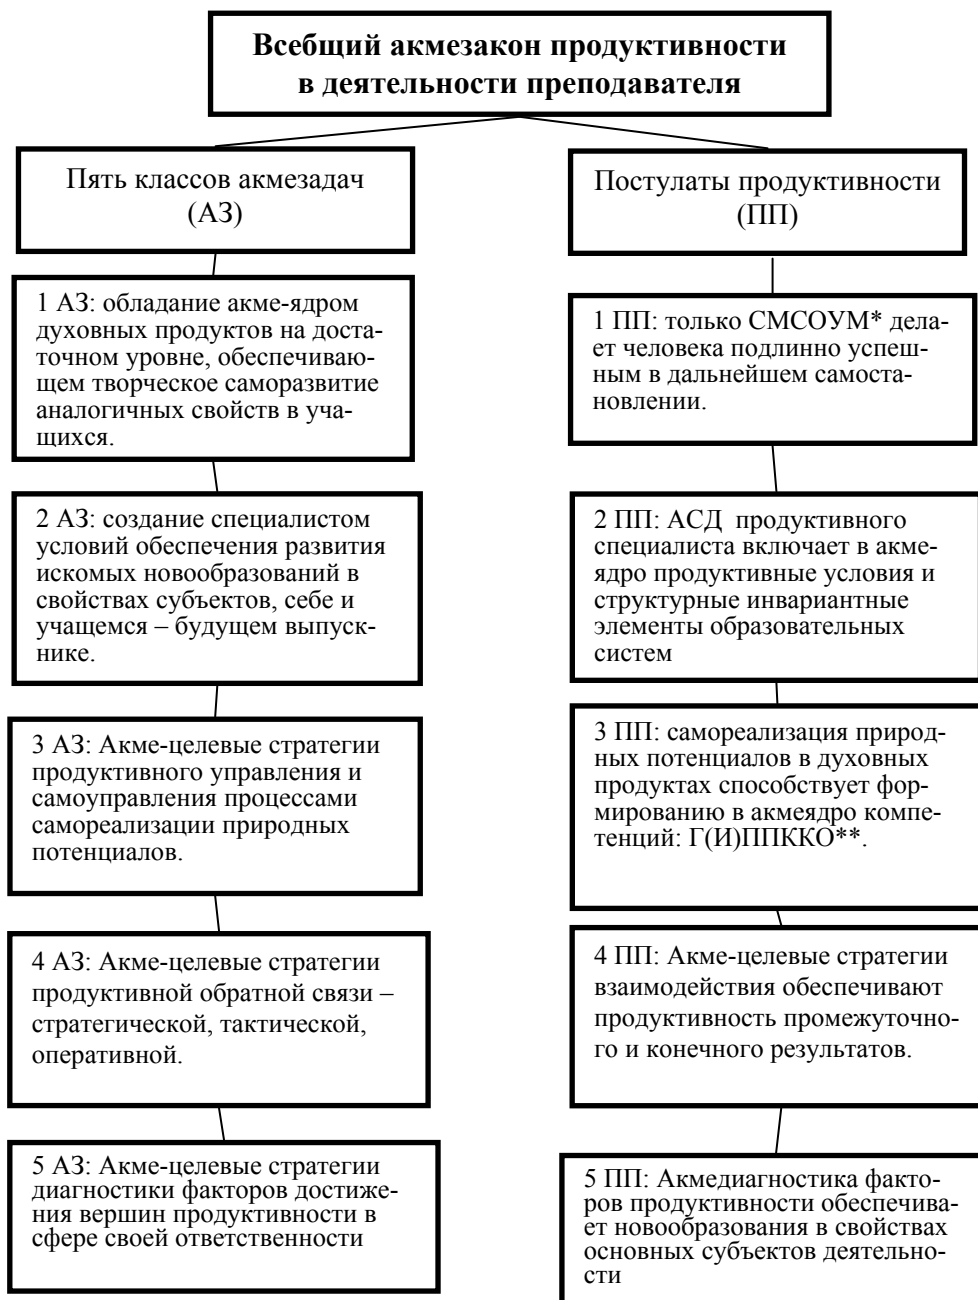 Всебщий акмезакон продуктивности
в деятельности преподавателя
Пять классов акмезадач
(АЗ)
1 АЗ: обладание акме-ядром
духовных продуктов на доста-
точном уровне, обеспечиваю-
щем творческое саморазвитие
аналогичных свойств в уча-
щихся.
2 АЗ: создание специалистом
условий обеспечения развития
искомых новообразований в
свойствах субъектов, себе и
учащемся – будущем выпуск-
нике.
3 АЗ: Акме-целевые стратегии
продуктивного управления и
самоуправления процессами
самореализации природных
потенциалов.
4 АЗ: Акме-целевые стратегии
продуктивной обратной связи –
стратегической, тактической,
оперативной.
5 АЗ: Акме-целевые стратегии
диагностики факторов достиже-
ния вершин продуктивности в
сфере своей ответственности
Постулаты продуктивности
(ПП)
1 ПП: только СМСОУМ* дела-
ет человека подлинно успеш-
ным в дальнейшем самоста-
новлении.
2 ПП: АСД продуктивного
специалиста включает в акме-
ядро продуктивные условия и
структурные инвариантные
элементы образовательных
систем
3 ПП: самореализация природ-
ных потенциалов в духовных
продуктах способствует фор-
мированию в акмеядро компе-
тенций: Г(И)ППККО**.
4 ПП: Акме-целевые стратегии
взаимодействия обеспечивают
продуктивность промежуточно-
го и конечного результатов.
5 ПП: Акмедиагностика факто-
ров продуктивности обеспечива-
ет новообразования в свойствах
основных субъектов деятельно-
сти